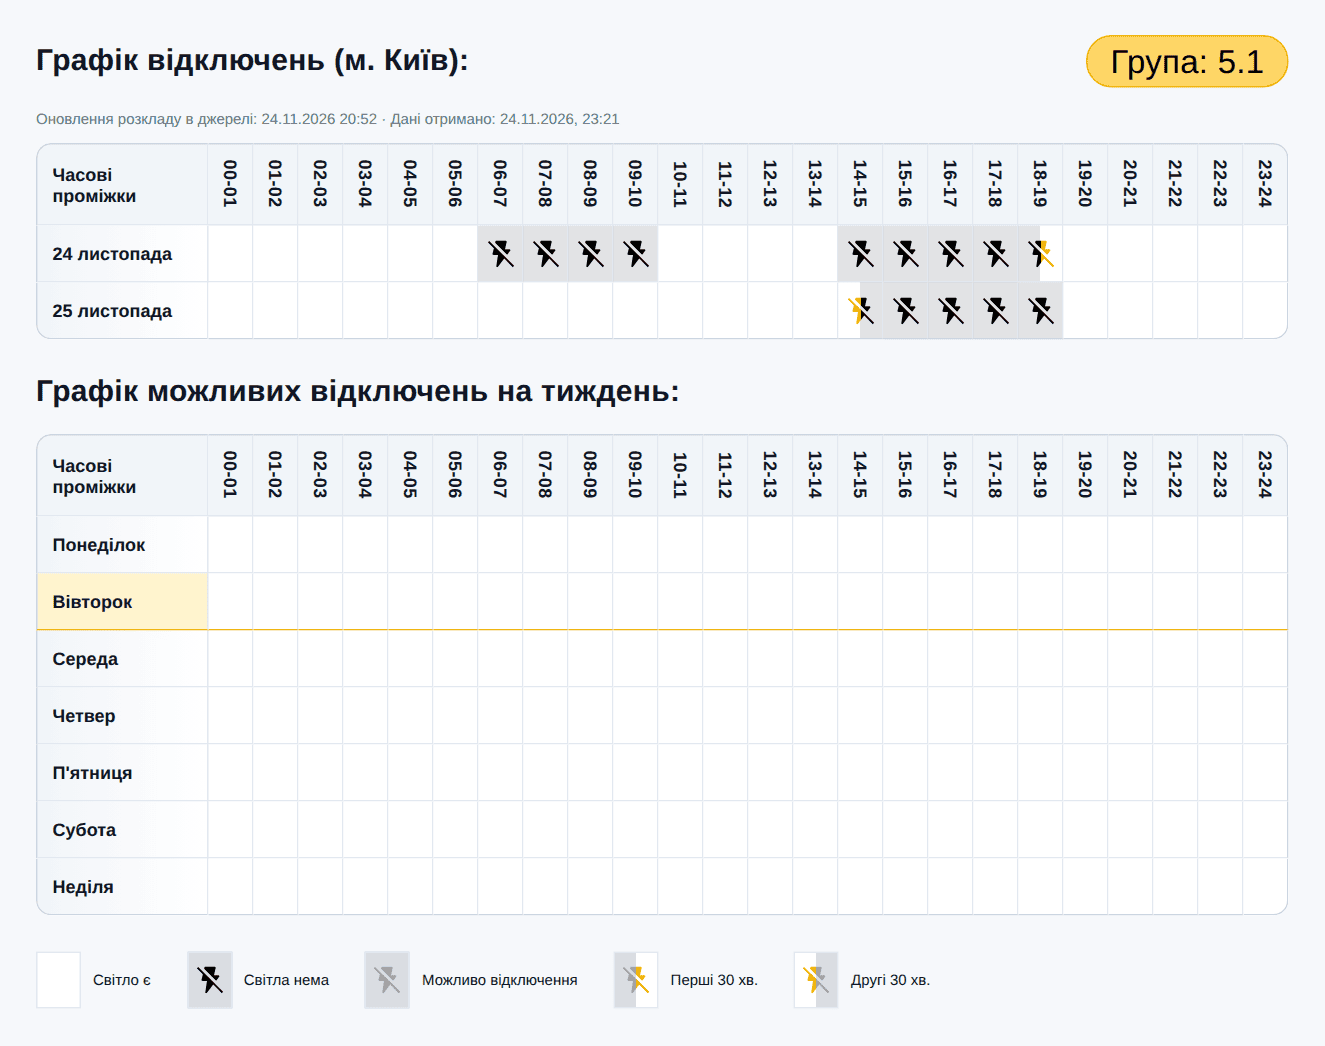 Графік відключень (м. Київ):
Група: 5.1
Оновлення розкладу в джерелі: 24.11.2026 20:52 · Дані отримано: 24.11.2026, 23:21
Часові проміжки 00-01 01-02 02-03 03-04 04-05 05-06 06-07 07-08 08-09 09-10 10-11 11-12 12-13 13-14 14-15 15-16 16-17 17-18 18-19 19-20 20-21 21-22 22-23 23-24
24 листопада
25 листопада
Графік можливих відключень на тиждень:
Часові проміжки 00-01 01-02 02-03 03-04 04-05 05-06 06-07 07-08 08-09 09-10 10-11 11-12 12-13 13-14 14-15 15-16 16-17 17-18 18-19 19-20 20-21 21-22 22-23 23-24
Понеділок
Вівторок
Середа
Четвер
П'ятниця
Субота
Неділя
Світло є Світла нема Можливо відключення Перші 30 хв. Другі 30 хв.